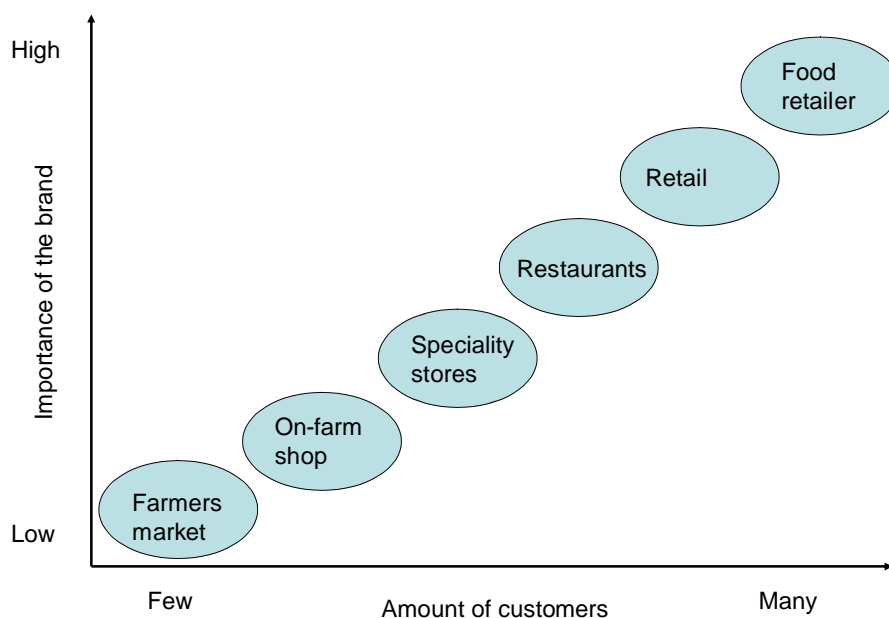 High
Food
retailer
Retail
Importance of the brand
Restaurants
Speciality
stores
On-farm
shop
Farmers
market
Low
Few
Amount of customers
Many